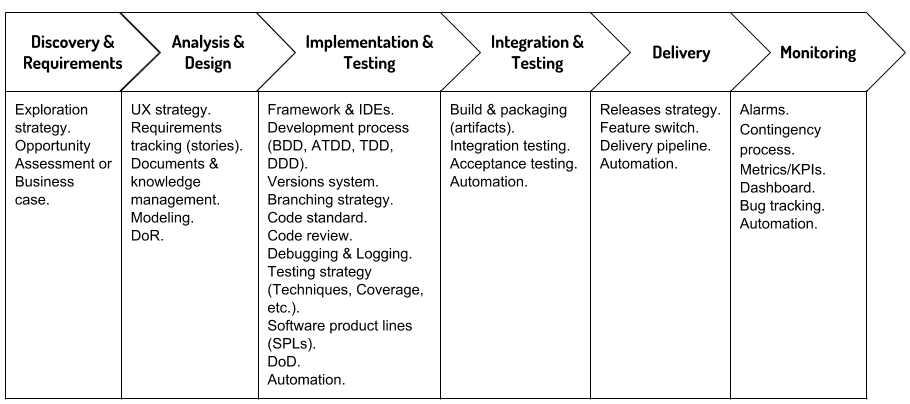 Discovery &
Requirements
Analysis &
Design
Implementation &
Testing
Integration &
Testing
Delivery
Monitoring
Exploration
strategy.
Opportunity
Assessment or
Business
case.
UX strategy.
Requirements
tracking (stories).
Documents &
knowledge
management.
Modeling.
DoR.
Framework & IDEs.
Development process
(BDD, ATDD, TDD,
DDD).
Versions system.
Branching strategy.
Code standard.
Code review.
Debugging & Logging.
Testing strategy
(Techniques, Coverage,
etc.).
Software product lines
(SPLs).
DoD.
Automation.
Build & packaging
(artifacts).
Integration testing.
Acceptance testing.
Automation.
Releases strategy.
Feature switch.
Delivery pipeline.
Automation.
Alarms.
Contingency
process.
Metrics/KPIs.
Dashboard.
Bug tracking.
Automation.